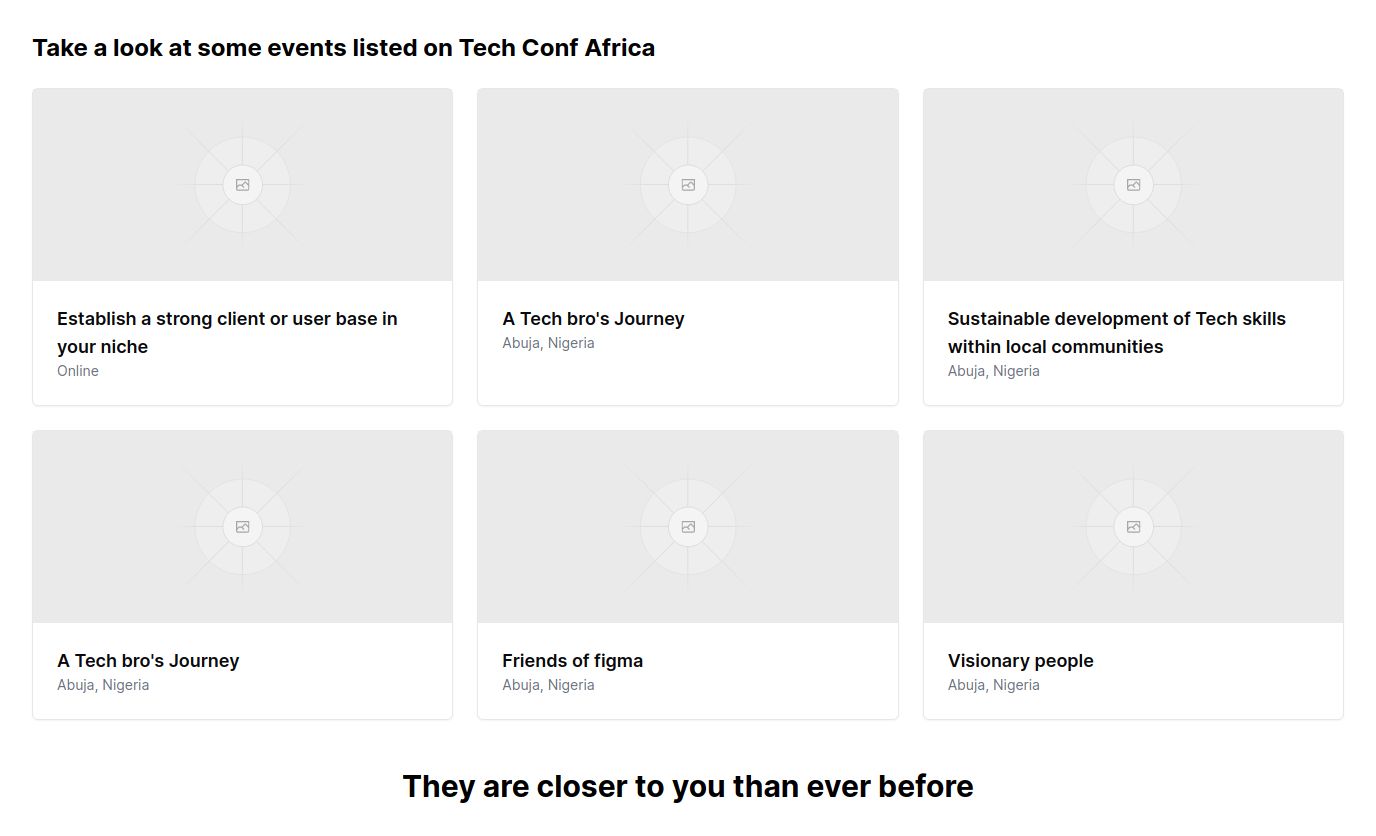 Take a look at some events listed on Tech Conf Africa
Establish a strong client or user base in
your niche
Online
A Tech bro's Journey
Abuja, Nigeria
Sustainable development of Tech skills
within local communities
Abuja, Nigeria
A Tech bro's Journey
Abuja, Nigeria
Friends of figma
Abuja, Nigeria
Visionary people
Abuja, Nigeria
They are closer to you than ever before